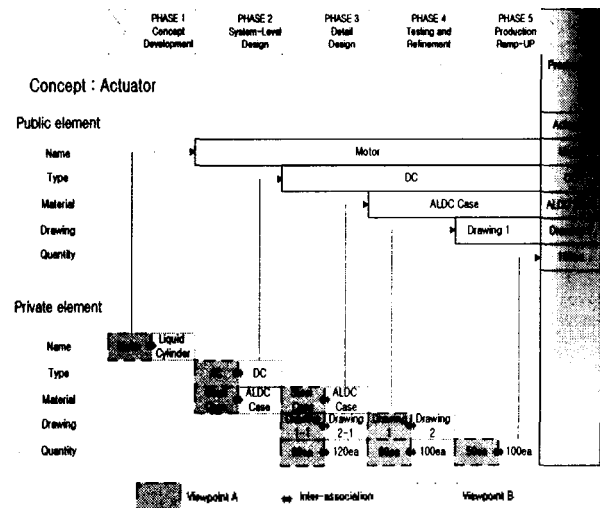 PHASE 1 PHASE 2 PHASE 3 PHASE 4 PHASE 5
Concept System-Level Detail Testing and Production
Development Design Design Refinement Ramp-UP
Concept : Actuator
Public element
Name Motor
Type DC
Material ALDC Case
Drawing Drawing 1
Quantity
Private element
Name Liquid
Cylinder
Type DC
Material ALDC Case ALDC Case
Drawing Drawing 2-1 Drawing 2
Quantity 120ea 100ea 100ea
Viewpoint A Inter-association Viewpoint B